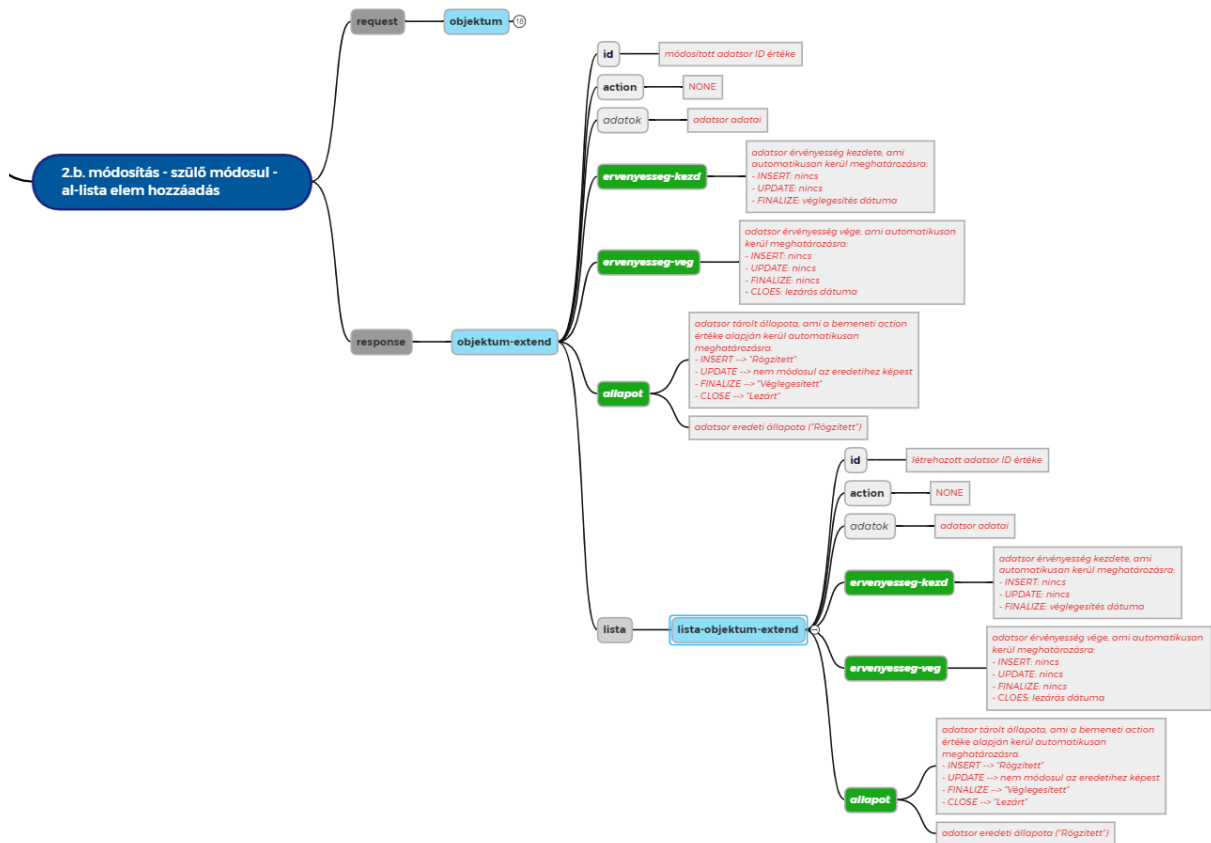 request
objektum
18
2.b. módosítás - szülő módosul -
al-lista elem hozzáadás
response
objektum-extend
id
módosított adatsor ID értéke
action
NONE
adatok
adatsor adatai
ervenyesseg-kezd
adatsor érvényesség kezdete, ami
automatikusan kerül meghatározásra:
- INSERT: nincs
- UPDATE: nincs
- FINALIZE: véglegesítés dátuma
ervenyesseg-veg
adatsor érvényesség vége, ami automatikusan
kerül meghatározásra:
- INSERT: nincs
- UPDATE: nincs
- FINALIZE: nincs
- CLOES: lezárás dátuma
allapot
adatsor tárolt állapota, ami a bemeneti action
értéke alapján kerül automatikusan
meghatározásra.
- INSERT --> "Rögzített"
- UPDATE --> nem módosul az eredetihez képest
- FINALIZE --> "Véglegesített"
- CLOSE --> "Lezárt"
adatsor eredeti állapota ("Rögzített")
lista
lista-objektum-extend
id
létrehozott adatsor ID értéke
action
NONE
adatok
adatsor adatai
ervenyesseg-kezd
adatsor érvényesség kezdete, ami
automatikusan kerül meghatározásra:
- INSERT: nincs
- UPDATE: nincs
- FINALIZE: véglegesítés dátuma
ervenyesseg-veg
adatsor érvényesség vége, ami automatikusan
kerül meghatározásra:
- INSERT: nincs
- UPDATE: nincs
- FINALIZE: nincs
- CLOES: lezárás dátuma
allapot
adatsor tárolt állapota, ami a bemeneti action
értéke alapján kerül automatikusan
meghatározásra.
- INSERT --> "Rögzített"
- UPDATE --> nem módosul az eredetihez képest
- FINALIZE --> "Véglegesített"
- CLOSE --> "Lezárt"
adatsor eredeti állapota ("Rögzített")